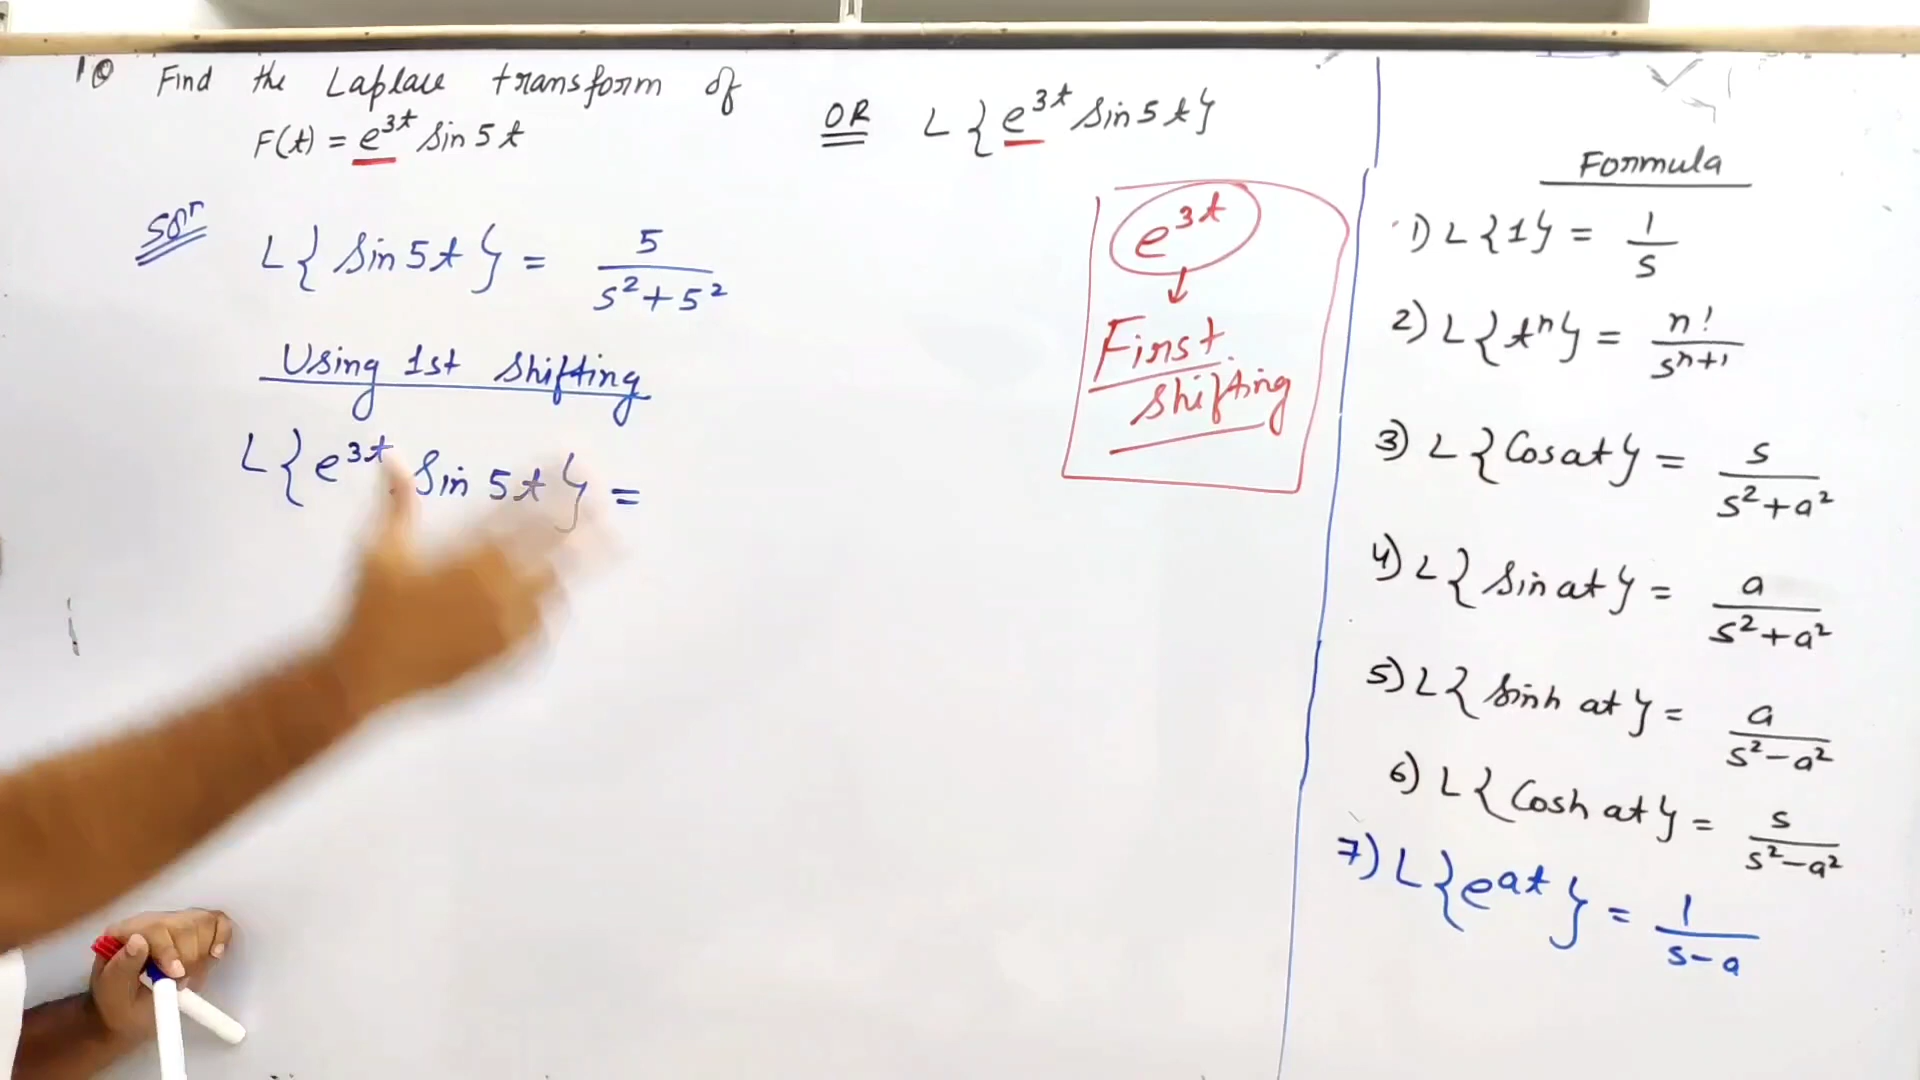 1Q Find the Laplace transform of
F(t) = e^{3t} sin 5t OR L{e^{3t} sin 5t}
Solⁿ
L{ sin 5t } = 5 / (s² + 5²)
Using 1st shifting
L{e^{3t} sin 5t} =
e^{3t}
↓
First
shifting
Formula
1) L{1} = 1/s
2) L{tⁿ} = n! / s^{n+1}
3) L{Cos at} = s / (s² + a²)
4) L{sin at} = a / (s² + a²)
5) L{sinh at} = a / (s² - a²)
6) L{Cosh at} = s / (s² - a²)
7) L{e^{at}} = 1 / (s - a)